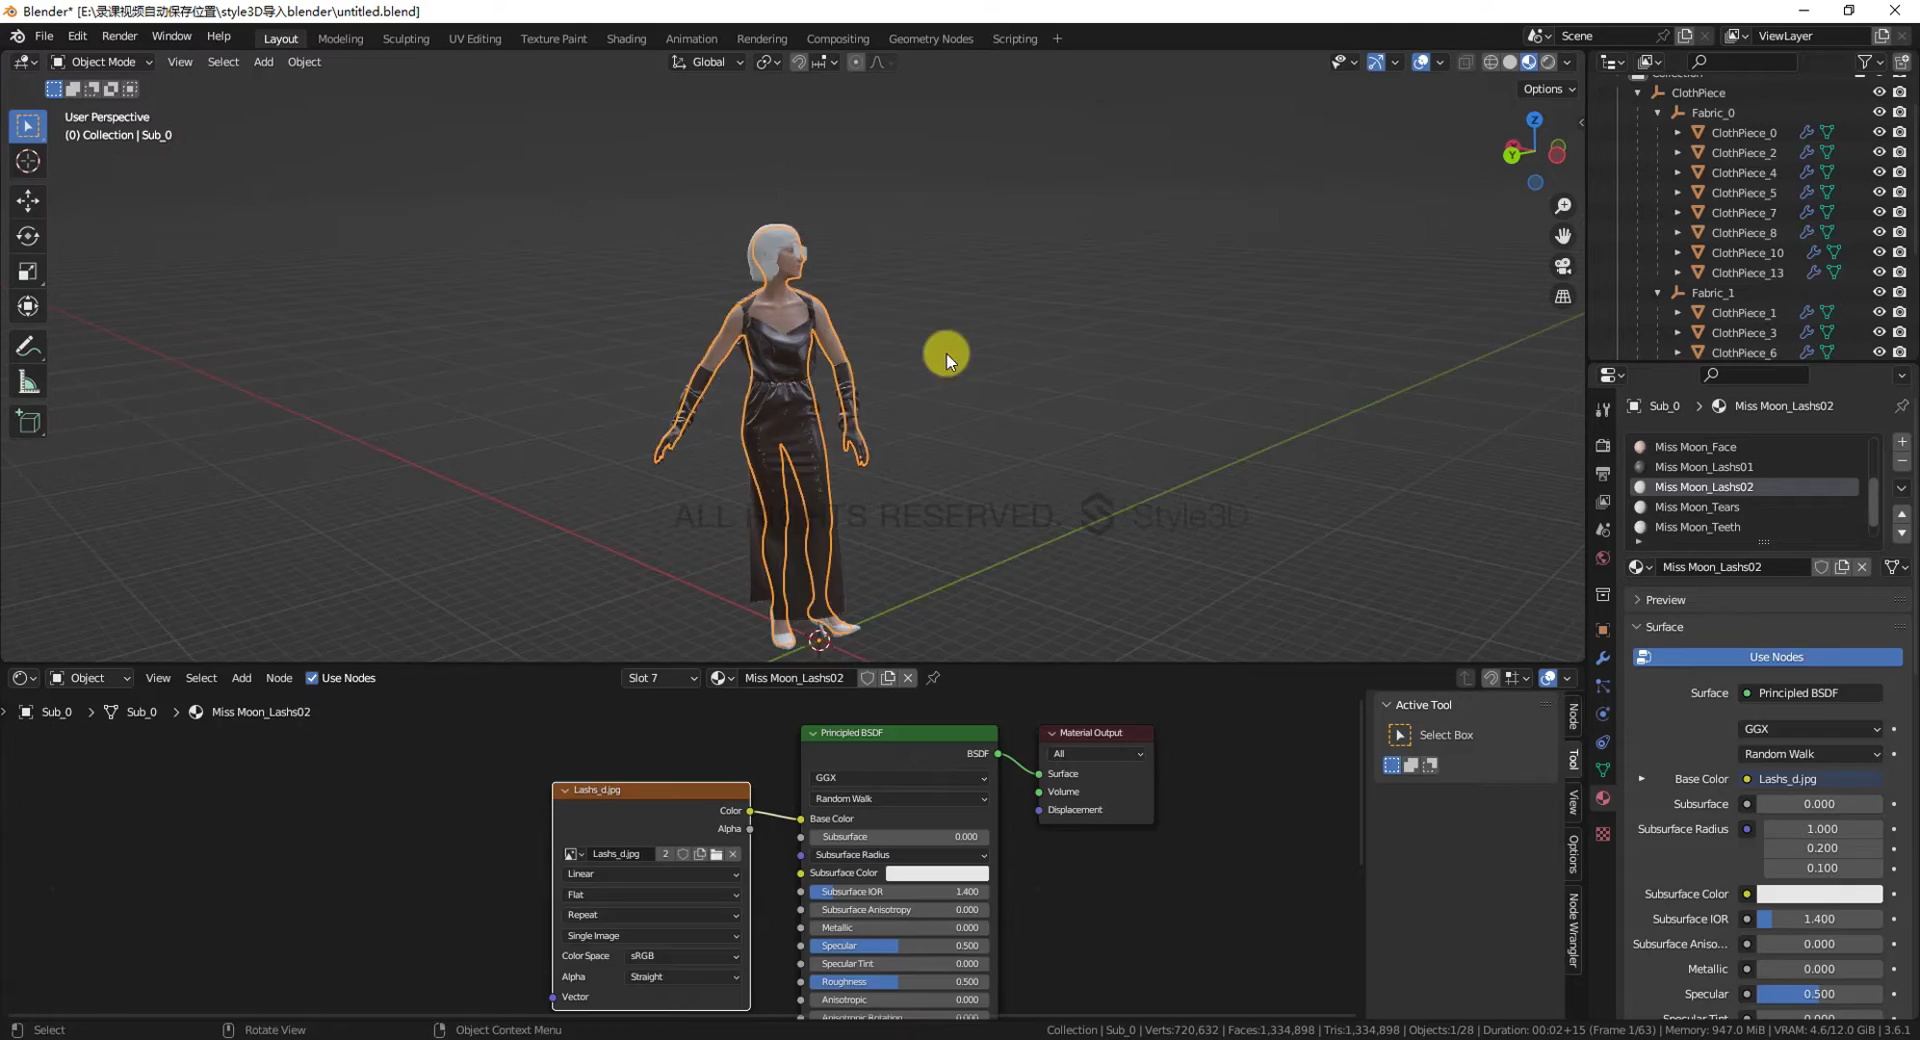 Blender* [E:\录课视频自动保存位置\style3D导入blender\untitled.blend]
File Edit Render Window Help Layout Modeling Sculpting UV Editing Texture Paint Shading Animation Rendering Compositing Geometry Nodes Scripting + Scene ViewLayer
Object Mode View Select Add Object Global
Options
User Perspective
(0) Collection | Sub_0
Z
Y
ALL RIGHTS RESERVED. Style3D
Collection
ClothPiece
Fabric_0
ClothPiece_0
ClothPiece_2
ClothPiece_4
ClothPiece_5
ClothPiece_7
ClothPiece_8
ClothPiece_10
ClothPiece_13
Fabric_1
ClothPiece_1
ClothPiece_3
ClothPiece_6
Sub_0 > Miss Moon_Lashs02
Miss Moon_Face
Miss Moon_Lashs01
Miss Moon_Lashs02
Miss Moon_Tears
Miss Moon_Teeth
Miss Moon_Lashs02
Preview
Surface
Use Nodes
Surface Principled BSDF
GGX
Random Walk
Base Color Lashs_d.jpg
Subsurface 0.000
Subsurface Radius 1.000
0.200
0.100
Subsurface Color
Subsurface IOR 1.400
Subsurface Aniso... 0.000
Metallic 0.000
Specular 0.500
Specular Tint 0.000
Object View Select Add Node Use Nodes Slot 7 Miss Moon_Lashs02
Sub_0 > Sub_0 > Miss Moon_Lashs02
Lashs_d.jpg
Color
Alpha
Lashs_d.jpg 2
Linear
Flat
Repeat
Single Image
Color Space sRGB
Alpha Straight
Vector
Principled BSDF
BSDF
GGX
Random Walk
Base Color
Subsurface 0.000
Subsurface Radius
Subsurface Color
Subsurface IOR 1.400
Subsurface Anisotropy 0.000
Metallic 0.000
Specular 0.500
Specular Tint 0.000
Roughness 0.500
Anisotropic 0.000
Anisotropic Rotation 0.000
Material Output
All
Surface
Volume
Displacement
Active Tool
Select Box
Node
Tool
View
Options
Node Wrangler
Select Rotate View Object Context Menu Collection | Sub_0 | Verts:720,632 | Faces:1,334,898 | Tris:1,334,898 | Objects:1/28 | Duration: 00:02+15 (Frame 1/63) | Memory: 947.0 MiB | VRAM: 4.6/12.0 GiB | 3.6.1